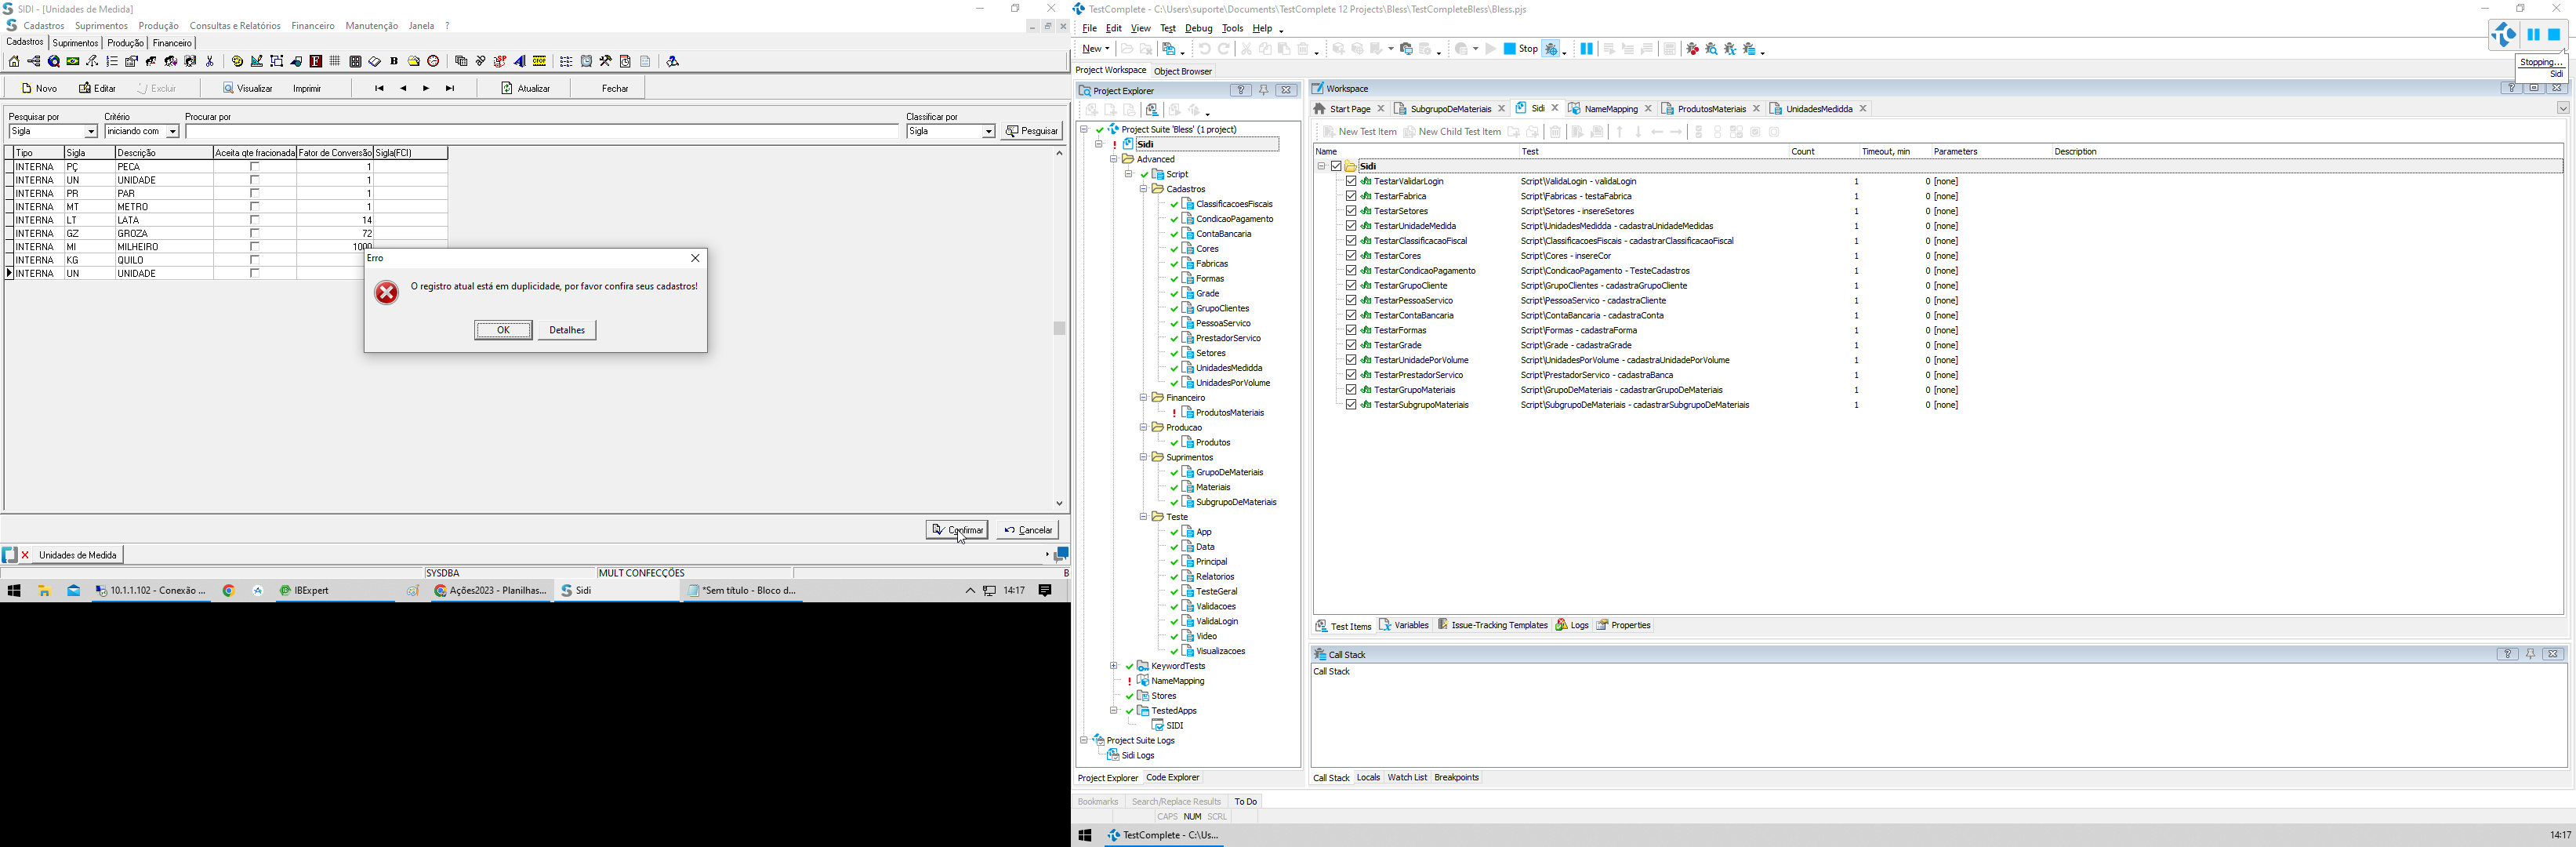 SIDI - [Unidades de Medida]
Cadastros Suprimentos Produção Consultas e Relatórios Financeiro Manutenção Janela ?
Cadastros Suprimentos Produção Financeiro
Novo Editar Excluir Visualizar Imprimir Atualizar Fechar
Pesquisar por Critério Procurar por Classificar por
Sigla iniciando com Sigla Pesquisar
Tipo Sigla Descrição Aceita qte fracionada Fator de Conversão Sigla(FCI)
INTERNA PÇ PECA 1
INTERNA UN UNIDADE 1
INTERNA PR PAR 1
INTERNA MT METRO 1
INTERNA LT LATA 14
INTERNA GZ GROZA 72
INTERNA MI MILHEIRO 1000
INTERNA KG QUILO
INTERNA UN UNIDADE
Erro
O registro atual está em duplicidade, por favor confira seus cadastros!
OK Detalhes
Confirmar Cancelar
Unidades de Medida
SYSDBA MULT CONFECÇÕES B
10.1.1.102 - Conexão ... IBExpert Ações2023 - Planilhas... Sidi *Sem título - Bloco d... 14:17
TestComplete - C:\Users\suporte\Documents\TestComplete 12 Projects\Bless\TestCompleteBless\Bless.pjs
File Edit View Test Debug Tools Help
New Stop
Stopping...
Sidi
Project Workspace Object Browser
Project Explorer
Project Suite 'Bless' (1 project)
Sidi
Advanced
Script
Cadastros
ClassificacoesFiscais
CondicaoPagamento
ContaBancaria
Cores
Fabricas
Formas
Grade
GrupoClientes
PessoaServico
PrestadorServico
Setores
UnidadesMedidda
UnidadesPorVolume
Financeiro
ProdutosMateriais
Producao
Produtos
Suprimentos
GrupoDeMateriais
Materiais
SubgrupoDeMateriais
Teste
App
Data
Principal
Relatorios
TesteGeral
Validacoes
ValidaLogin
Video
Visualizacoes
KeywordTests
NameMapping
Stores
TestedApps
SIDI
Project Suite Logs
Sidi Logs
Project Explorer Code Explorer
Workspace
Start Page SubgrupoDeMateriais Sidi NameMapping ProdutosMateriais UnidadesMedidda
New Test Item New Child Test Item
Name Test Count Timeout, min Parameters Description
Sidi
TestarValidarLogin Script\ValidaLogin - validaLogin 1 0 [none]
TestarFabrica Script\Fabricas - testaFabrica 1 0 [none]
TestarSetores Script\Setores - insereSetores 1 0 [none]
TestarUnidadeMedida Script\UnidadesMedidda - cadastraUnidadeMedidas 1 0 [none]
TestarClassificacaoFiscal Script\ClassificacoesFiscais - cadastrarClassificacaoFiscal 1 0 [none]
TestarCores Script\Cores - insereCor 1 0 [none]
TestarCondicaoPagamento Script\CondicaoPagamento - TesteCadastros 1 0 [none]
TestarGrupoCliente Script\GrupoClientes - cadastraGrupoCliente 1 0 [none]
TestarPessoaServico Script\PessoaServico - cadastraCliente 1 0 [none]
TestarContaBancaria Script\ContaBancaria - cadastraConta 1 0 [none]
TestarFormas Script\Formas - cadastraForma 1 0 [none]
TestarGrade Script\Grade - cadastraGrade 1 0 [none]
TestarUnidadePorVolume Script\UnidadesPorVolume - cadastraUnidadePorVolume 1 0 [none]
TestarPrestadorServico Script\PrestadorServico - cadastraBanca 1 0 [none]
TestarGrupoMateriais Script\GrupoDeMateriais - cadastrarGrupoDeMateriais 1 0 [none]
TestarSubgrupoMateriais Script\SubgrupoDeMateriais - cadastrarSubgrupoDeMateriais 1 0 [none]
Test Items Variables Issue-Tracking Templates Logs Properties
Call Stack
Call Stack
Call Stack Locals Watch List Breakpoints
Bookmarks Search/Replace Results To Do
CAPS NUM SCRL
TestComplete - C:\Us... 14:17